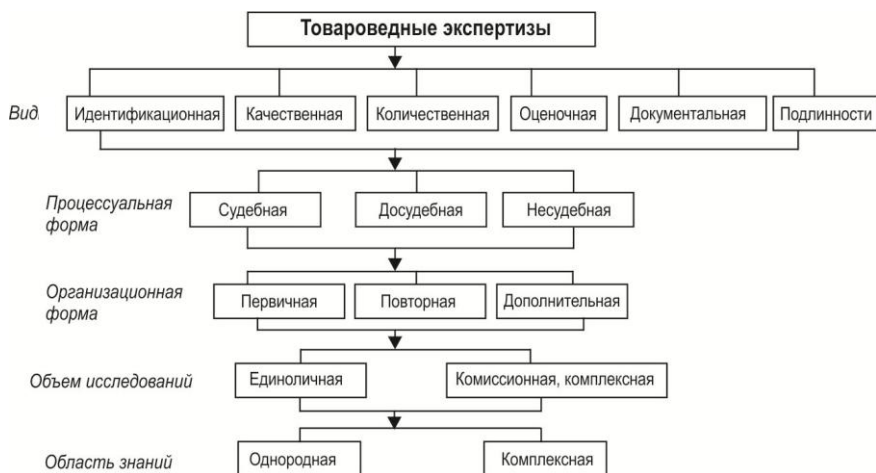 Товароведные экспертизы
Вид.
Идентификационная Качественная Количественная Оценочная Документальная Подлинности
Процессуальная
форма
Судебная Досудебная Несудебная
Организационная
форма
Первичная Повторная Дополнительная
Объем исследований
Единоличная Комиссионная, комплексная
Область знаний
Однородная Комплексная